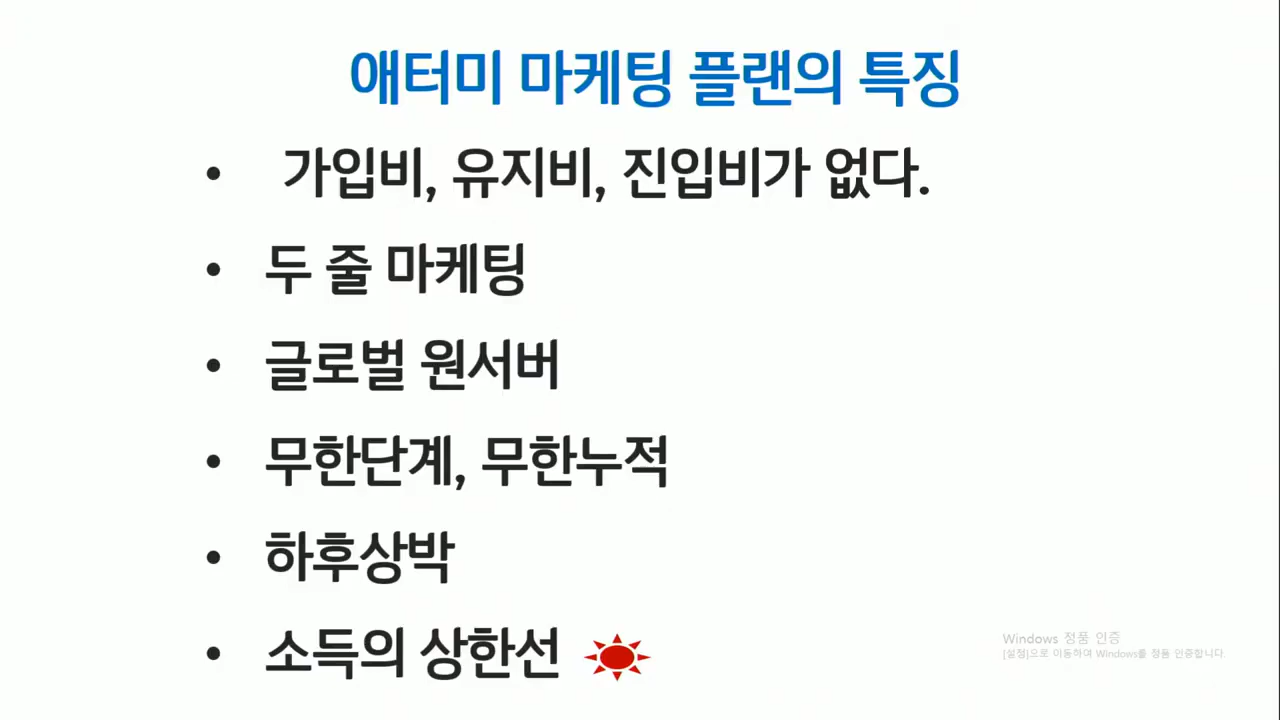 애터미 마케팅 플랜의 특징
• 가입비, 유지비, 진입비가 없다.
• 두 줄 마케팅
• 글로벌 원서버
• 무한단계, 무한누적
• 하후상박
• 소득의 상한선
Windows 정품 인증
[설정]으로 이동하여 Windows를 정품 인증합니다.